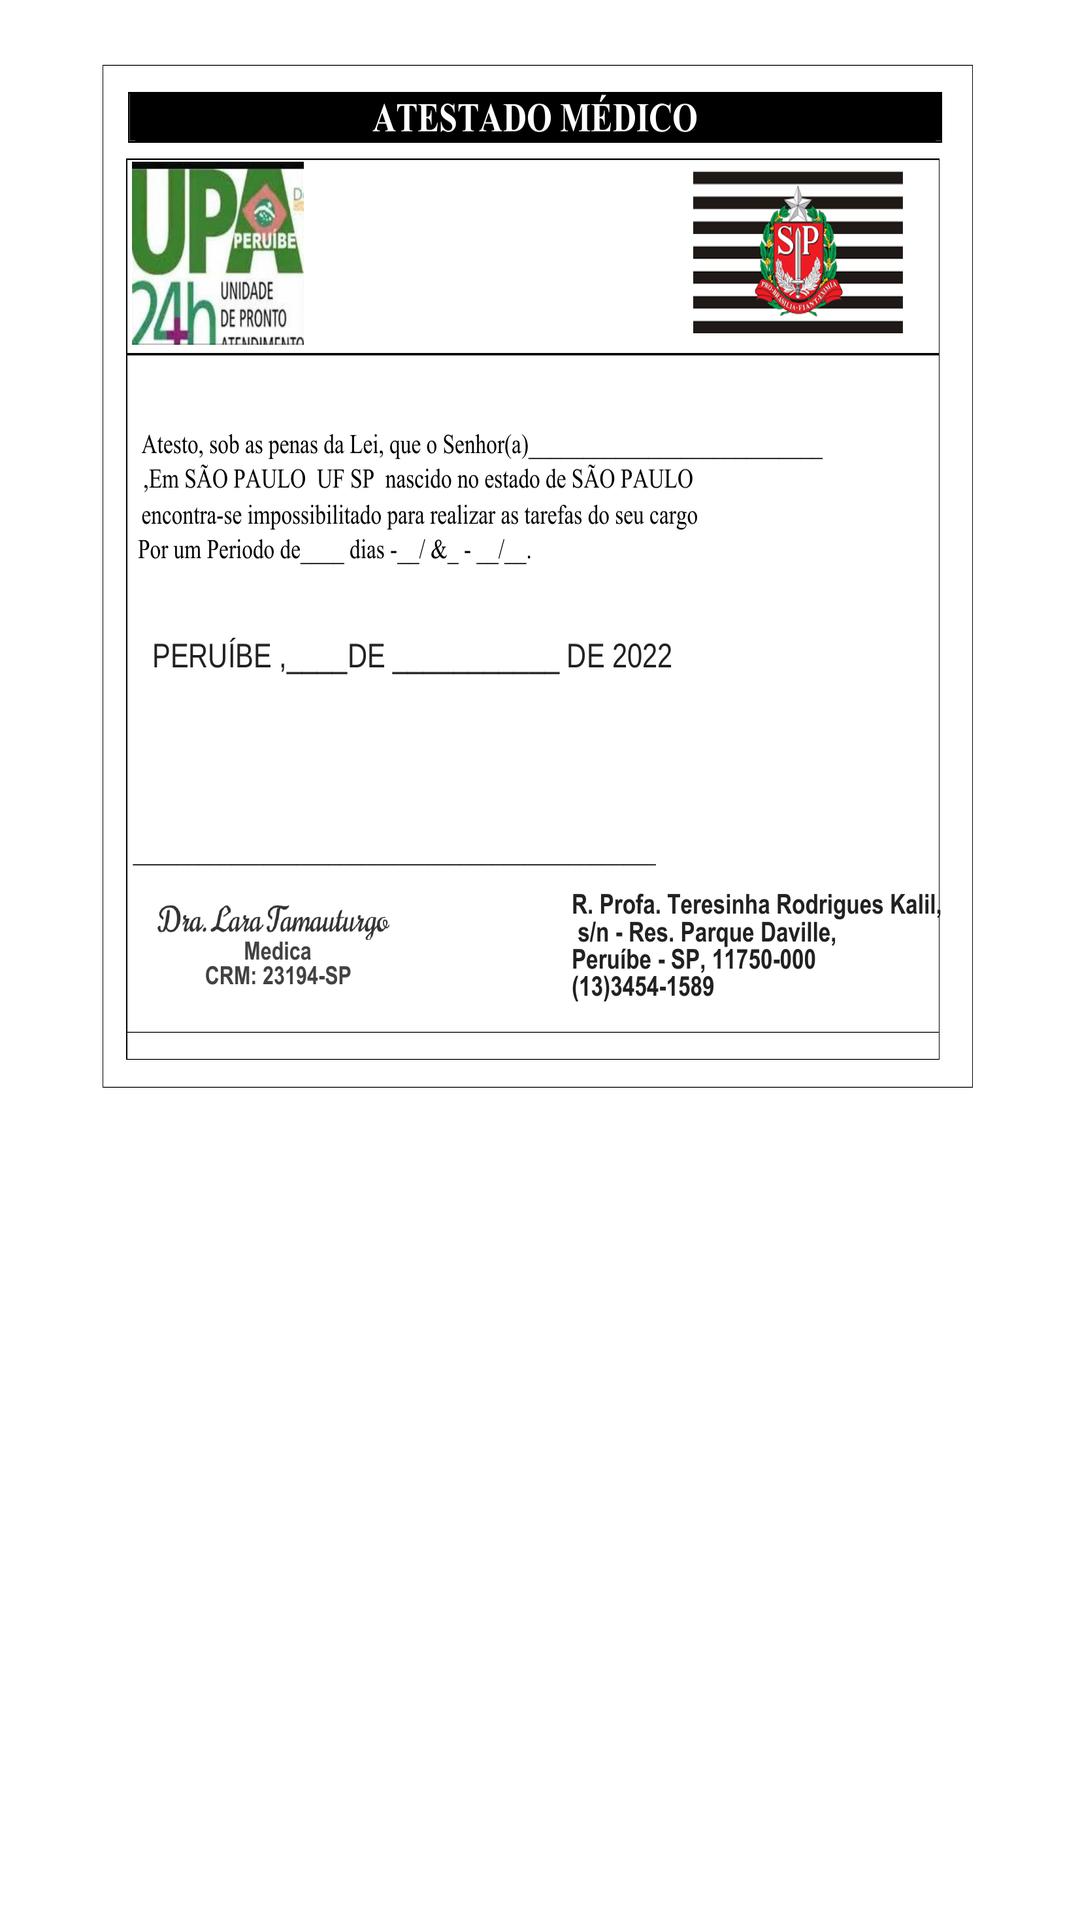 ATESTADO MÉDICO
UPA
PERUÍBE
24h
UNIDADE
DE PRONTO
ATENDIMENTO
SP
PRO·BRASILIA·FIANT·EXIMIA
Atesto, sob as penas da Lei, que o Senhor(a)___________________________
,Em SÃO PAULO UF SP nascido no estado de SÃO PAULO
encontra-se impossibilitado para realizar as tarefas do seu cargo
Por um Periodo de____ dias -__/ &_ - __/__.
PERUÍBE ,____DE ___________ DE 2022
Dra. Lara Tamauturgo
Medica
CRM: 23194-SP
R. Profa. Teresinha Rodrigues Kalil,
s/n - Res. Parque Daville,
Peruíbe - SP, 11750-000
(13)3454-1589